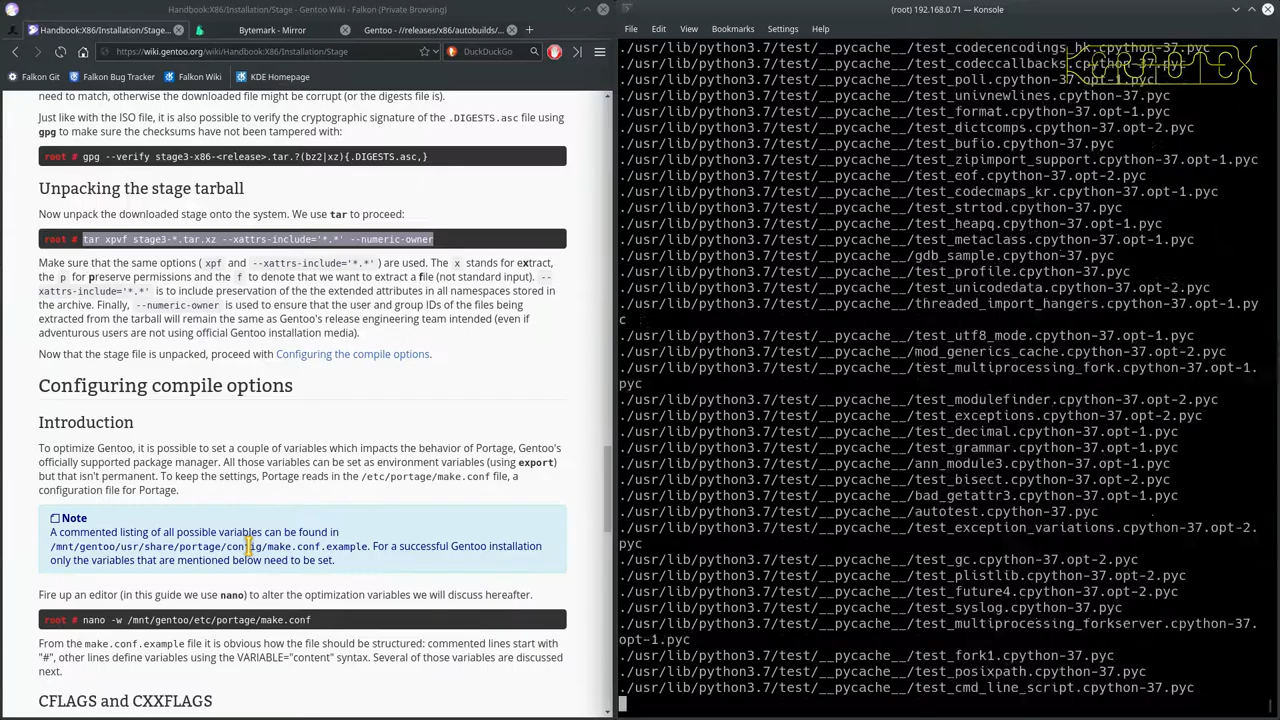 Handbook:X86/Installation/Stage - Gentoo Wiki - Falkon (Private Browsing)
Handbook:X86/Installation/Stage...
Bytemark - Mirror
Gentoo - //releases/x86/autobuilds/...
https://wiki.gentoo.org/wiki/Handbook:X86/Installation/Stage
DuckDuckGo
Falkon Git
Falkon Bug Tracker
Falkon Wiki
KDE Homepage
need to match, otherwise the downloaded file might be corrupt (or the digests file is).
Just like with the ISO file, it is also possible to verify the cryptographic signature of the .DIGESTS.asc file using
gpg to make sure the checksums have not been tampered with:
root # gpg --verify stage3-x86-<release>.tar.?(bz2|xz){.DIGESTS.asc,}
Unpacking the stage tarball
Now unpack the downloaded stage onto the system. We use tar to proceed:
root # tar xpvf stage3-*.tar.xz --xattrs-include='*.*' --numeric-owner
Make sure that the same options (xpf and --xattrs-include='*.*') are used. The x stands for extract,
the p for preserve permissions and the f to denote that we want to extract a file (not standard input). --
xattrs-include='*.*' is to include preservation of the the extended attributes in all namespaces stored in
the archive. Finally, --numeric-owner is used to ensure that the user and group IDs of the files being
extracted from the tarball will remain the same as Gentoo's release engineering team intended (even if
adventurous users are not using official Gentoo installation media).
Now that the stage file is unpacked, proceed with Configuring the compile options.
Configuring compile options
Introduction
To optimize Gentoo, it is possible to set a couple of variables which impacts the behavior of Portage, Gentoo's
officially supported package manager. All those variables can be set as environment variables (using export)
but that isn't permanent. To keep the settings, Portage reads in the /etc/portage/make.conf file, a
configuration file for Portage.
Note
A commented listing of all possible variables can be found in
/mnt/gentoo/usr/share/portage/config/make.conf.example. For a successful Gentoo installation
only the variables that are mentioned below need to be set.
Fire up an editor (in this guide we use nano) to alter the optimization variables we will discuss hereafter.
root # nano -w /mnt/gentoo/etc/portage/make.conf
From the make.conf.example file it is obvious how the file should be structured: commented lines start with
"#", other lines define variables using the VARIABLE="content" syntax. Several of those variables are discussed
next.
CFLAGS and CXXFLAGS
(root) 192.168.0.71 — Konsole
File Edit View Bookmarks Settings Help
./usr/lib/python3.7/test/__pycache__/test_codecencodings_hk.cpython-37.pyc
./usr/lib/python3.7/test/__pycache__/test_codeccallbacks.cpython-37.pyc
./usr/lib/python3.7/test/__pycache__/test_poll.cpython-37.opt-1.pyc
./usr/lib/python3.7/test/__pycache__/test_univnewlines.cpython-37.opt-1.pyc
./usr/lib/python3.7/test/__pycache__/test_format.cpython-37.opt-1.pyc
./usr/lib/python3.7/test/__pycache__/test_dictcomps.cpython-37.opt-2.pyc
./usr/lib/python3.7/test/__pycache__/test_bufio.cpython-37.pyc
./usr/lib/python3.7/test/__pycache__/test_zipimport_support.cpython-37.opt-1.pyc
./usr/lib/python3.7/test/__pycache__/test_eof.cpython-37.opt-2.pyc
./usr/lib/python3.7/test/__pycache__/test_codecmaps_kr.cpython-37.opt-1.pyc
./usr/lib/python3.7/test/__pycache__/test_strtod.cpython-37.pyc
./usr/lib/python3.7/test/__pycache__/test_heapq.cpython-37.opt-1.pyc
./usr/lib/python3.7/test/__pycache__/test_metaclass.cpython-37.opt-1.pyc
./usr/lib/python3.7/test/__pycache__/gdb_sample.cpython-37.pyc
./usr/lib/python3.7/test/__pycache__/test_profile.cpython-37.pyc
./usr/lib/python3.7/test/__pycache__/test_unicodedata.cpython-37.opt-2.pyc
./usr/lib/python3.7/test/__pycache__/threaded_import_hangers.cpython-37.opt-1.py
c
./usr/lib/python3.7/test/__pycache__/test_utf8_mode.cpython-37.opt-1.pyc
./usr/lib/python3.7/test/__pycache__/mod_generics_cache.cpython-37.opt-2.pyc
./usr/lib/python3.7/test/__pycache__/test_multiprocessing_fork.cpython-37.opt-1.
pyc
./usr/lib/python3.7/test/__pycache__/test_modulefinder.cpython-37.opt-2.pyc
./usr/lib/python3.7/test/__pycache__/test_exceptions.cpython-37.opt-2.pyc
./usr/lib/python3.7/test/__pycache__/test_decimal.cpython-37.opt-1.pyc
./usr/lib/python3.7/test/__pycache__/test_grammar.cpython-37.opt-1.pyc
./usr/lib/python3.7/test/__pycache__/ann_module3.cpython-37.opt-1.pyc
./usr/lib/python3.7/test/__pycache__/test_bisect.cpython-37.opt-2.pyc
./usr/lib/python3.7/test/__pycache__/bad_getattr3.cpython-37.opt-1.pyc
./usr/lib/python3.7/test/__pycache__/autotest.cpython-37.pyc
./usr/lib/python3.7/test/__pycache__/test_exception_variations.cpython-37.opt-2.
pyc
./usr/lib/python3.7/test/__pycache__/test_gc.cpython-37.opt-2.pyc
./usr/lib/python3.7/test/__pycache__/test_plistlib.cpython-37.opt-2.pyc
./usr/lib/python3.7/test/__pycache__/test_future4.cpython-37.opt-2.pyc
./usr/lib/python3.7/test/__pycache__/test_syslog.cpython-37.pyc
./usr/lib/python3.7/test/__pycache__/test_multiprocessing_forkserver.cpython-37.
opt-1.pyc
./usr/lib/python3.7/test/__pycache__/test_fork1.cpython-37.pyc
./usr/lib/python3.7/test/__pycache__/test_posixpath.cpython-37.opt-1.pyc
./usr/lib/python3.7/test/__pycache__/test_cmd_line_script.cpython-37.pyc